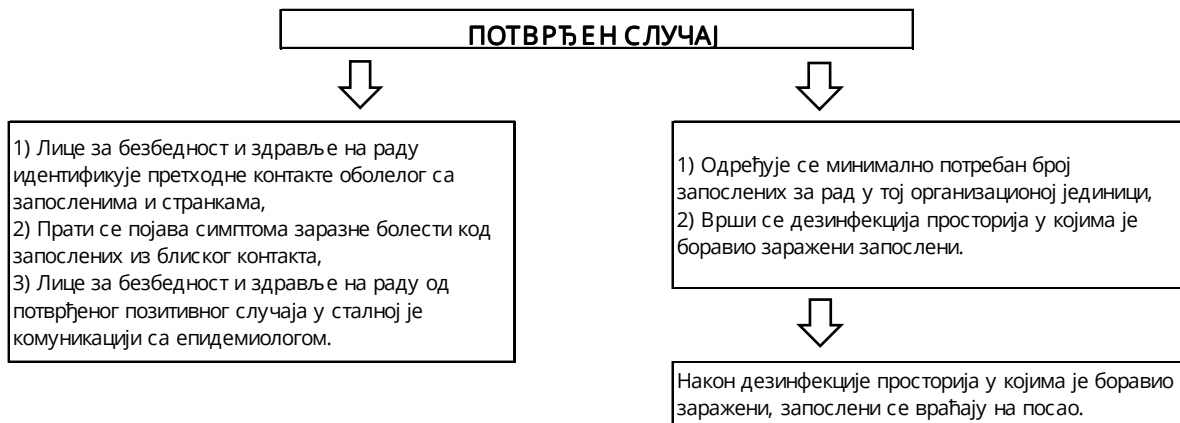 ПОТВРЂЕН СЛУЧАЈ
1) Лице за безбедност и здравље на раду
идентификује претходне контакте оболелог са
запосленима и странкама,
2) Прати се појава симптома заразне болести код
запослених из блиског контакта,
3) Лице за безбедност и здравље на раду од
потврђеног позитивног случаја у сталној је
комуникацији са епидемиологом.
1) Одређује се минимално потребан број
запослених за рад у тој организационој јединици,
2) Врши се дезинфекција просторија у којима је
боравио заражени запослени.
Након дезинфекције просторија у којима је боравио
заражени, запослени се враћају на посао.